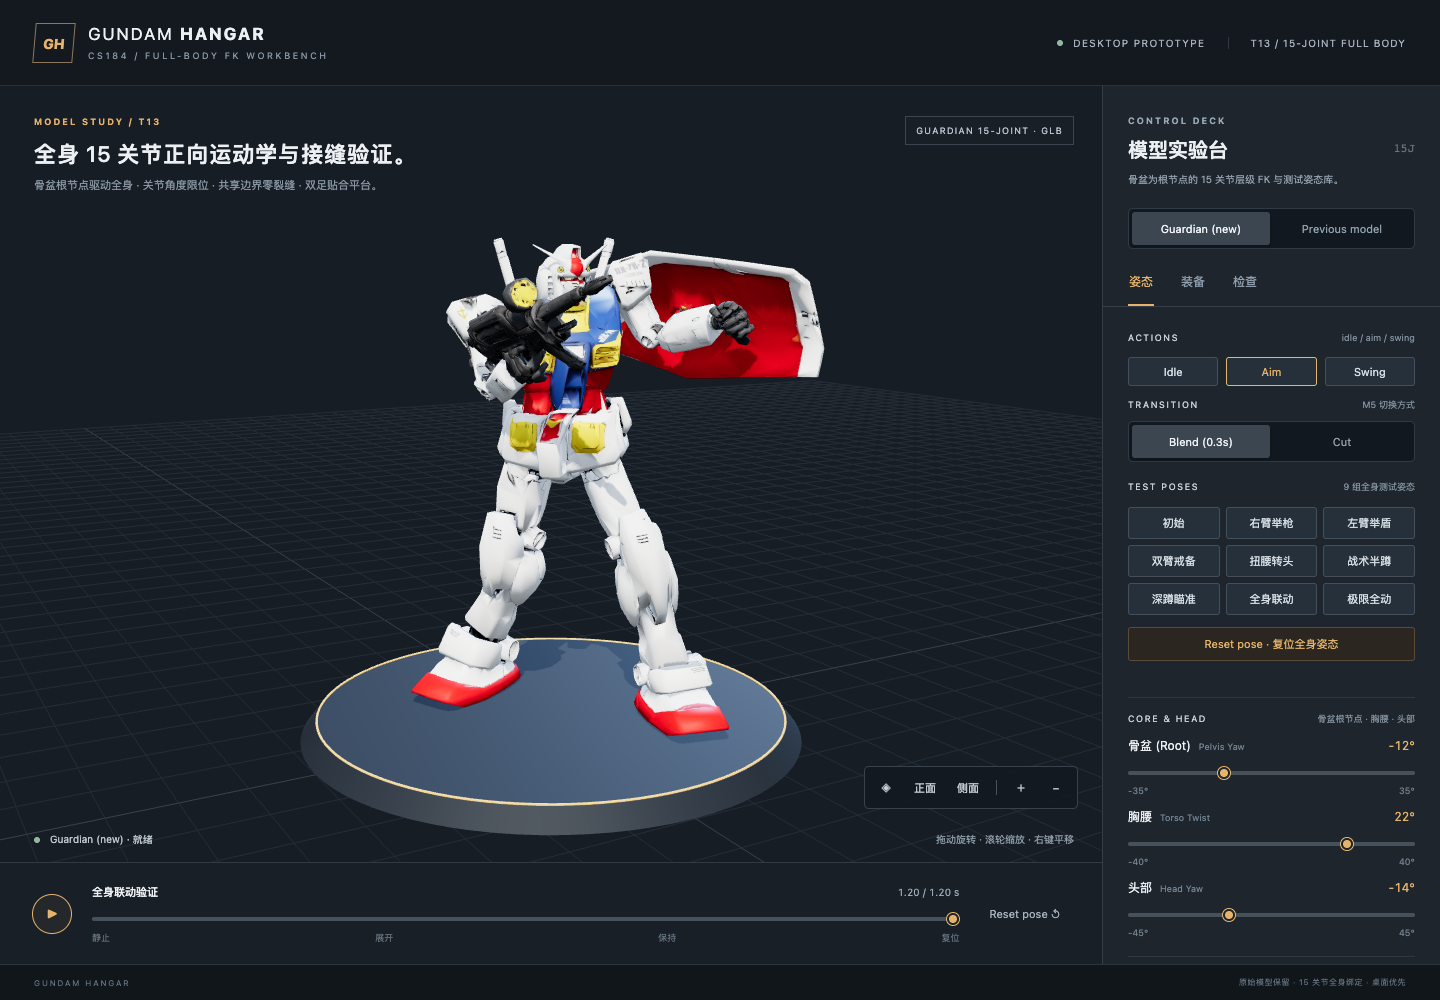 GH
GUNDAM HANGAR
CS184 / FULL-BODY FK WORKBENCH
DESKTOP PROTOTYPE
T13 / 15-JOINT FULL BODY
MODEL STUDY / T13
全身 15 关节正向运动学与接缝验证。
骨盆根节点驱动全身 · 关节角度限位 · 共享边界零裂缝 · 双足贴合平台。
GUARDIAN 15-JOINT · GLB
◈ 正面 侧面 + −
Guardian (new) · 就绪
拖动旋转 · 滚轮缩放 · 右键平移
全身联动验证
1.20 / 1.20 s
静止 展开 保持 复位
Reset pose ↺
CONTROL DECK
模型实验台
15J
骨盆为根节点的 15 关节层级 FK 与测试姿态库。
Guardian (new) Previous model
姿态 装备 检查
ACTIONS idle / aim / swing
Idle Aim Swing
TRANSITION M5 切换方式
Blend (0.3s) Cut
TEST POSES 9 组全身测试姿态
初始 右臂举枪 左臂举盾
双臂戒备 扭腰转头 战术半蹲
深蹲瞄准 全身联动 极限全动
Reset pose · 复位全身姿态
CORE & HEAD 骨盆根节点 · 胸腰 · 头部
骨盆 (Root) Pelvis Yaw -12°
-35° 35°
胸腰 Torso Twist 22°
-40° 40°
头部 Head Yaw -14°
-45° 45°
GUNDAM HANGAR
原始模型保留 · 15 关节全身绑定 · 桌面优先